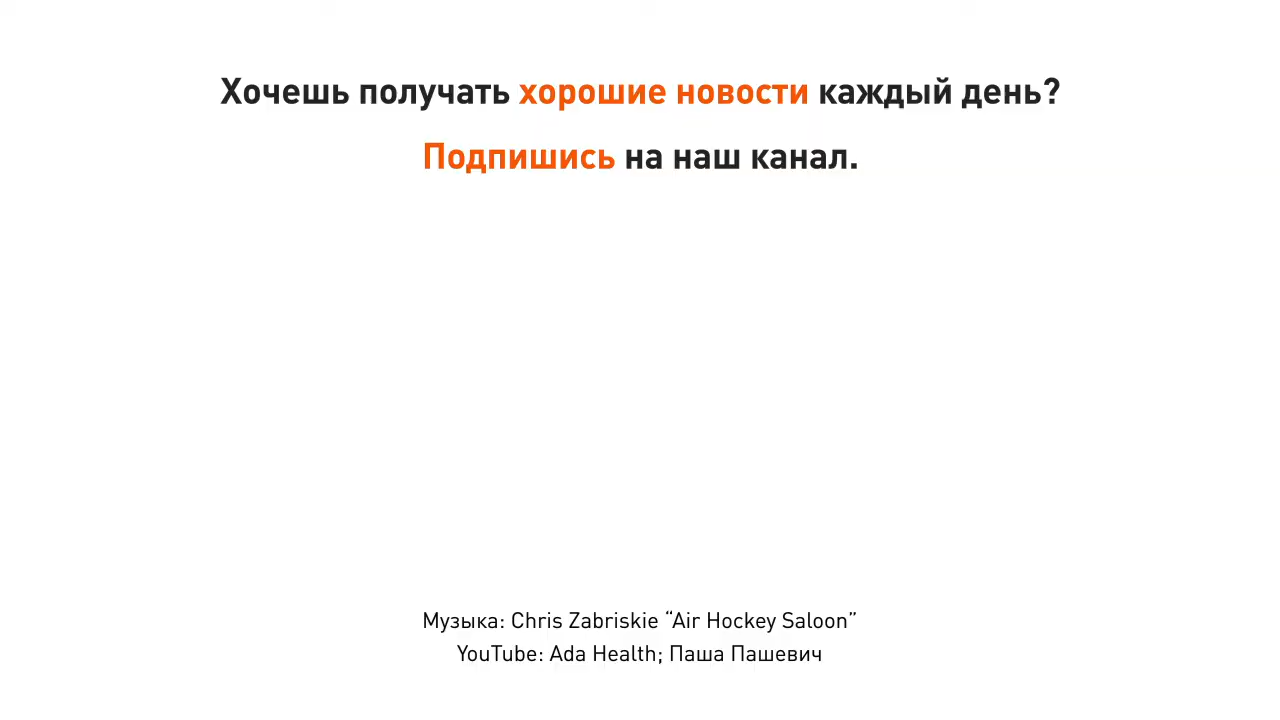 Хочешь получать хорошие новости каждый день?
Подпишись на наш канал.
Музыка: Chris Zabriskie “Air Hockey Saloon”
YouTube: Ada Health; Паша Пашевич